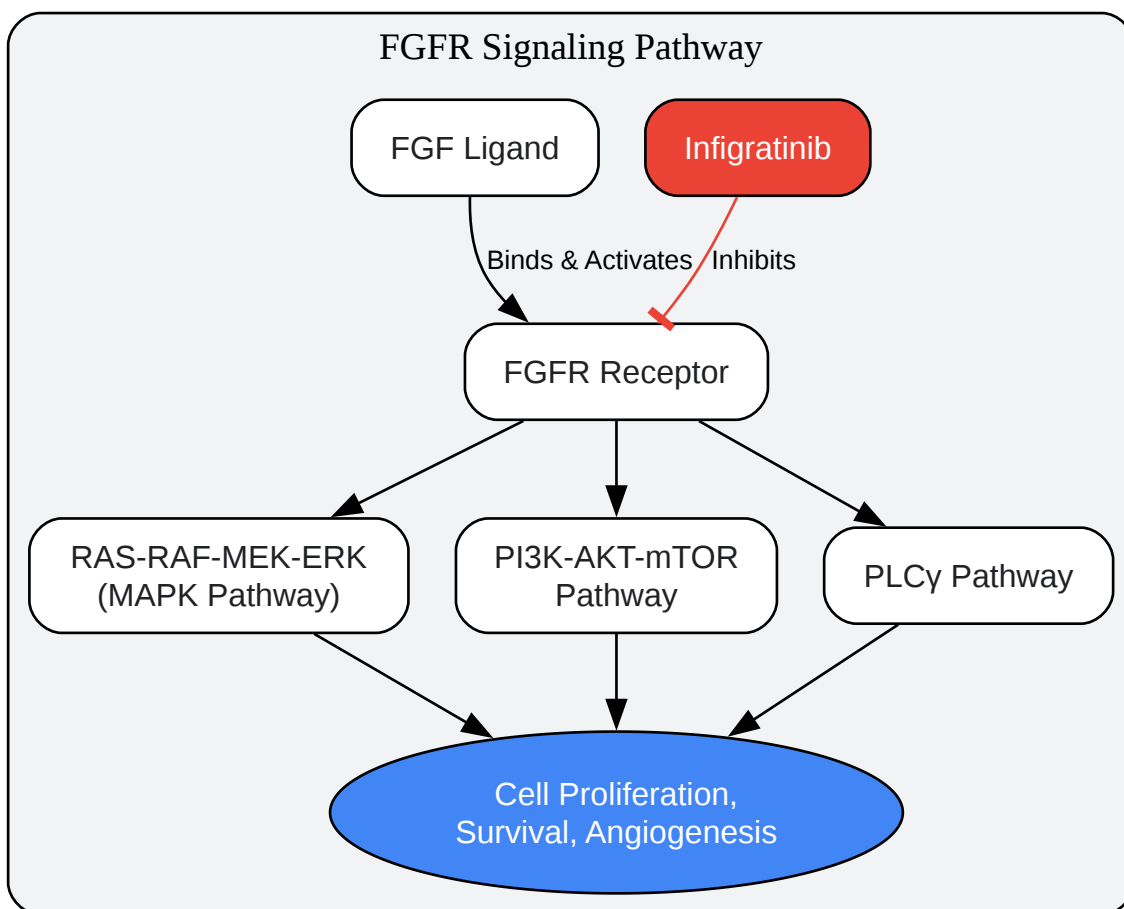 FGFR Signaling Pathway
FGF Ligand
Infigratinib
Binds & Activates
Inhibits
FGFR Receptor
RAS-RAF-MEK-ERK
(MAPK Pathway)
PI3K-AKT-mTOR
Pathway
PLCγ Pathway
Cell Proliferation,
Survival, Angiogenesis